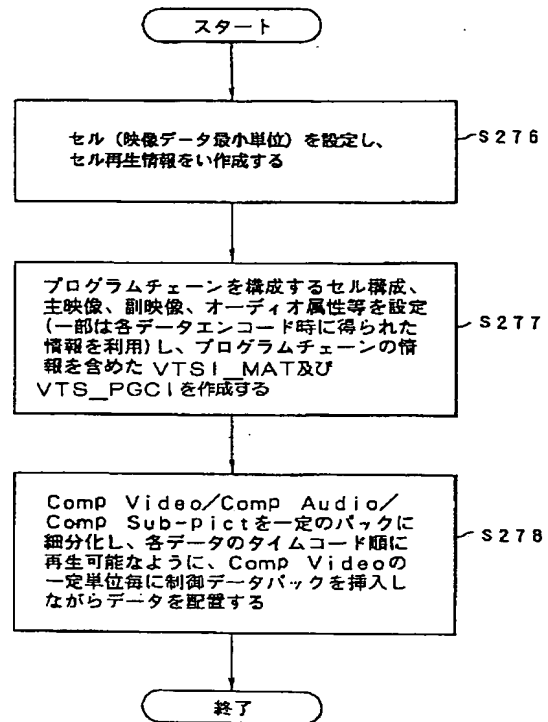 スタート
セル（映像データ最小単位）を設定し、
セル再生情報をい作成する
S276
プログラムチェーンを構成するセル構成、
主映像、副映像、オーディオ属性等を設定
(一部は各データエンコード時に得られた
情報を利用)し、プログラムチェーンの情
報を含めたVTSI_MAT及び
VTS_PGCIを作成する
S277
Comp Video/Comp Audio/
Comp Sub-pictを一定のパックに
細分化し、各データのタイムコード順に
再生可能なように、Comp Videoの
一定単位毎に制御データパックを挿入し
ながらデータを配置する
S278
終了